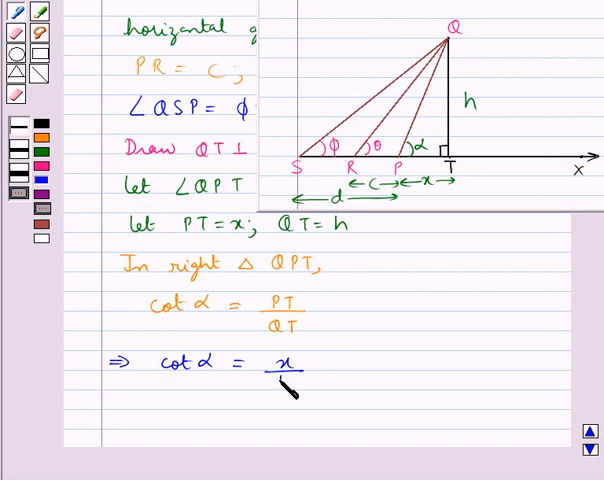 horizontal
PR = c;
∠QSP = ϕ
Draw QT ⊥
let ∠QPT
let PT = x; QT = h
In right Δ QPT,
cot α = PT
QT
⇒ cot α = x
Q
h
ϕ θ α
S R P T x
c x
d